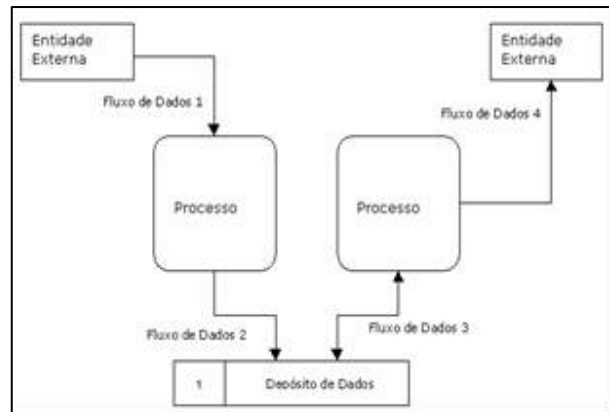 Entidade
Externa
Entidade
Externa
Fluxo de Dados 1
Fluxo de Dados 4
Processo
Processo
Fluxo de Dados 2
Fluxo de Dados 3
1
Depósito de Dados